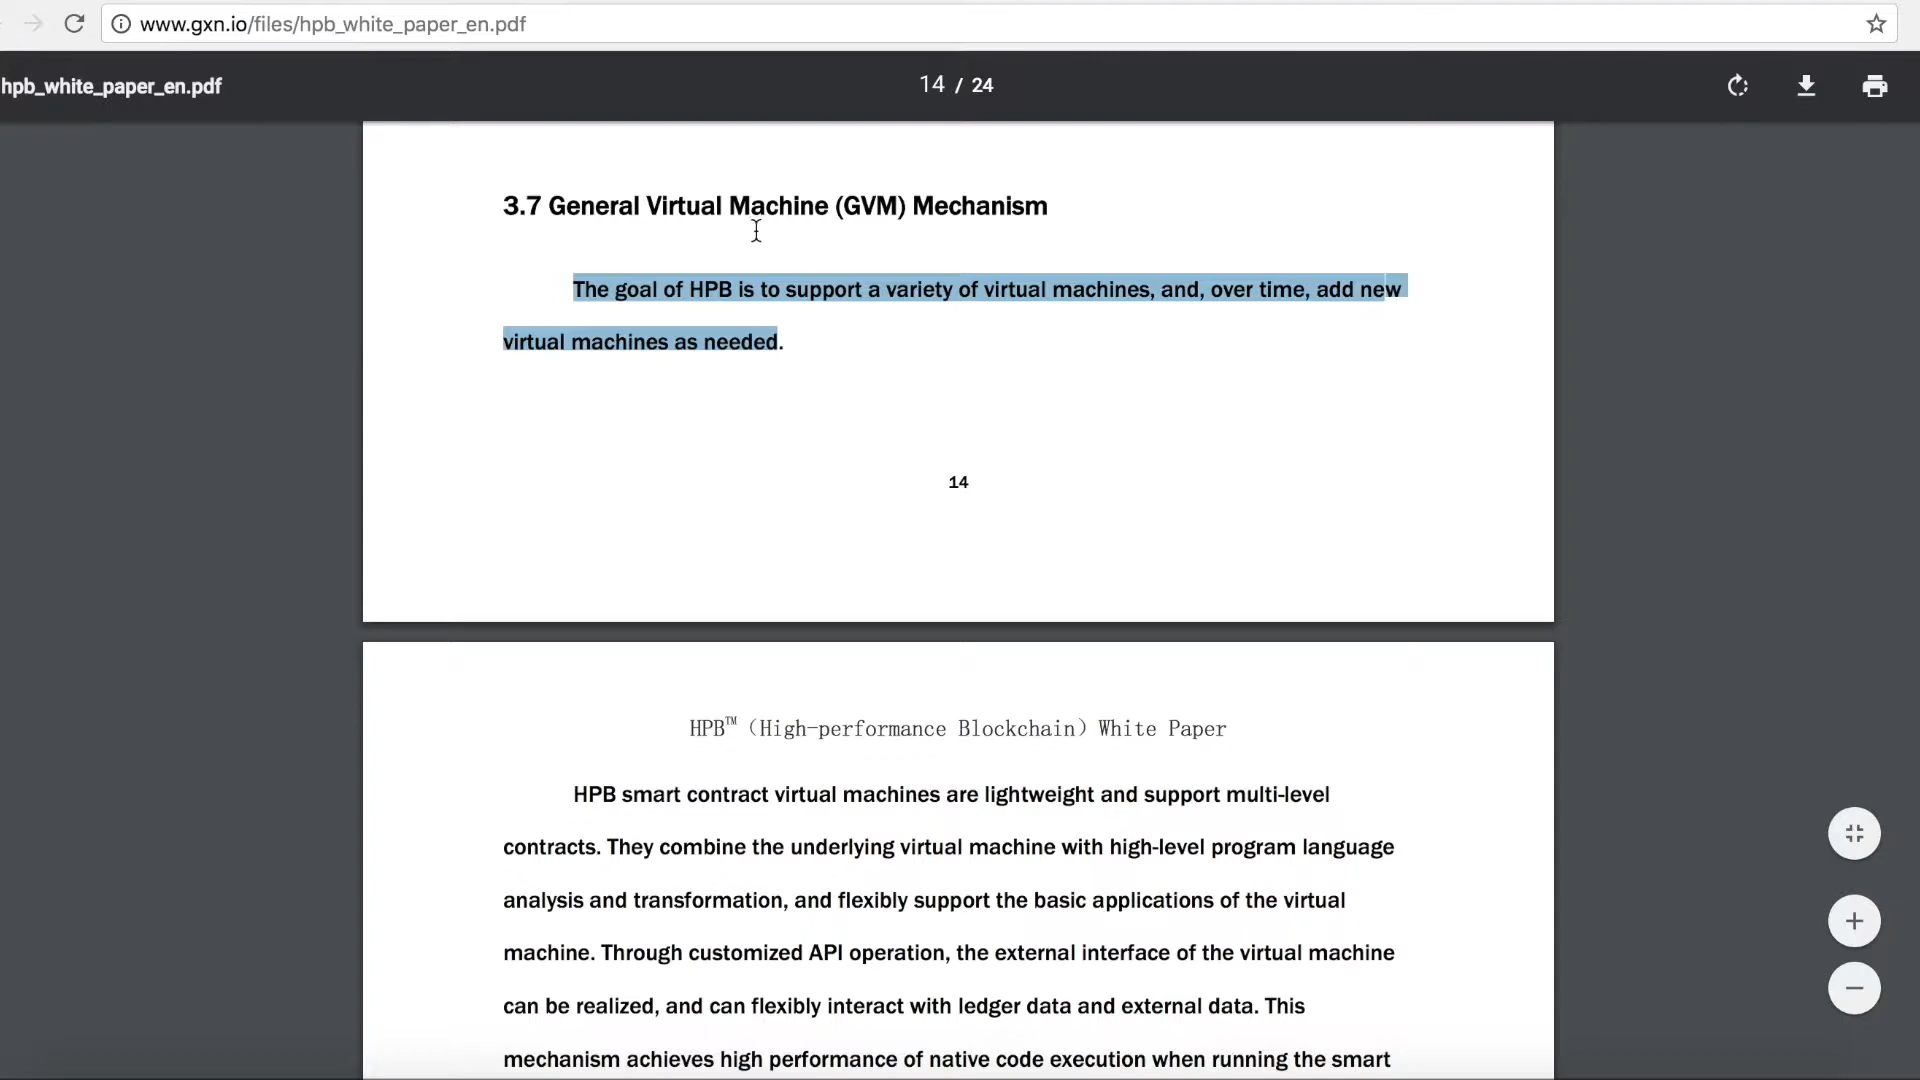 www.gxn.io/files/hpb_white_paper_en.pdf
hpb_white_paper_en.pdf
14 / 24
3.7 General Virtual Machine (GVM) Mechanism
The goal of HPB is to support a variety of virtual machines, and, over time, add new
virtual machines as needed.
14
HPB™（High-performance Blockchain）White Paper
HPB smart contract virtual machines are lightweight and support multi-level
contracts. They combine the underlying virtual machine with high-level program language
analysis and transformation, and flexibly support the basic applications of the virtual
machine. Through customized API operation, the external interface of the virtual machine
can be realized, and can flexibly interact with ledger data and external data. This
mechanism achieves high performance of native code execution when running the smart